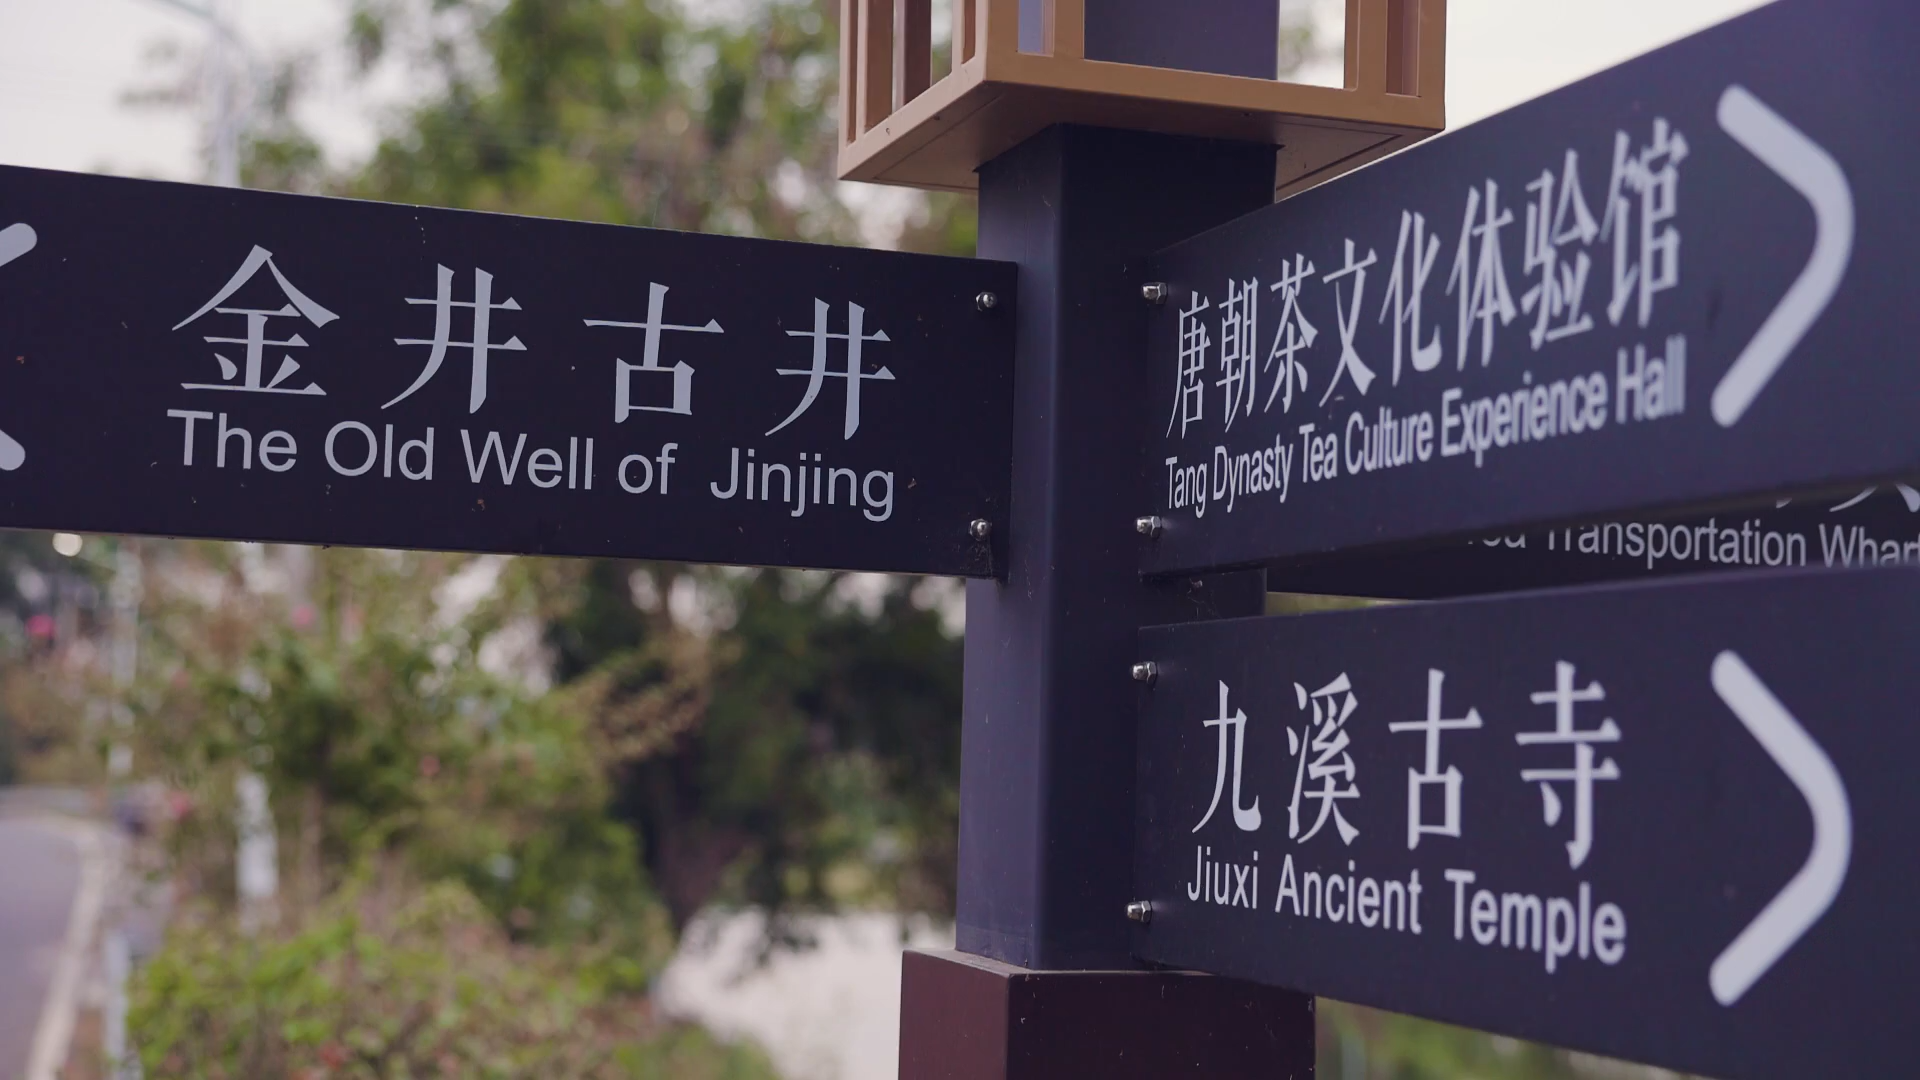 金井古井
The Old Well of Jinjing
唐朝茶文化体验馆
Tang Dynasty Tea Culture Experience Hall
Transportation
九溪古寺
Jiuxi Ancient Temple